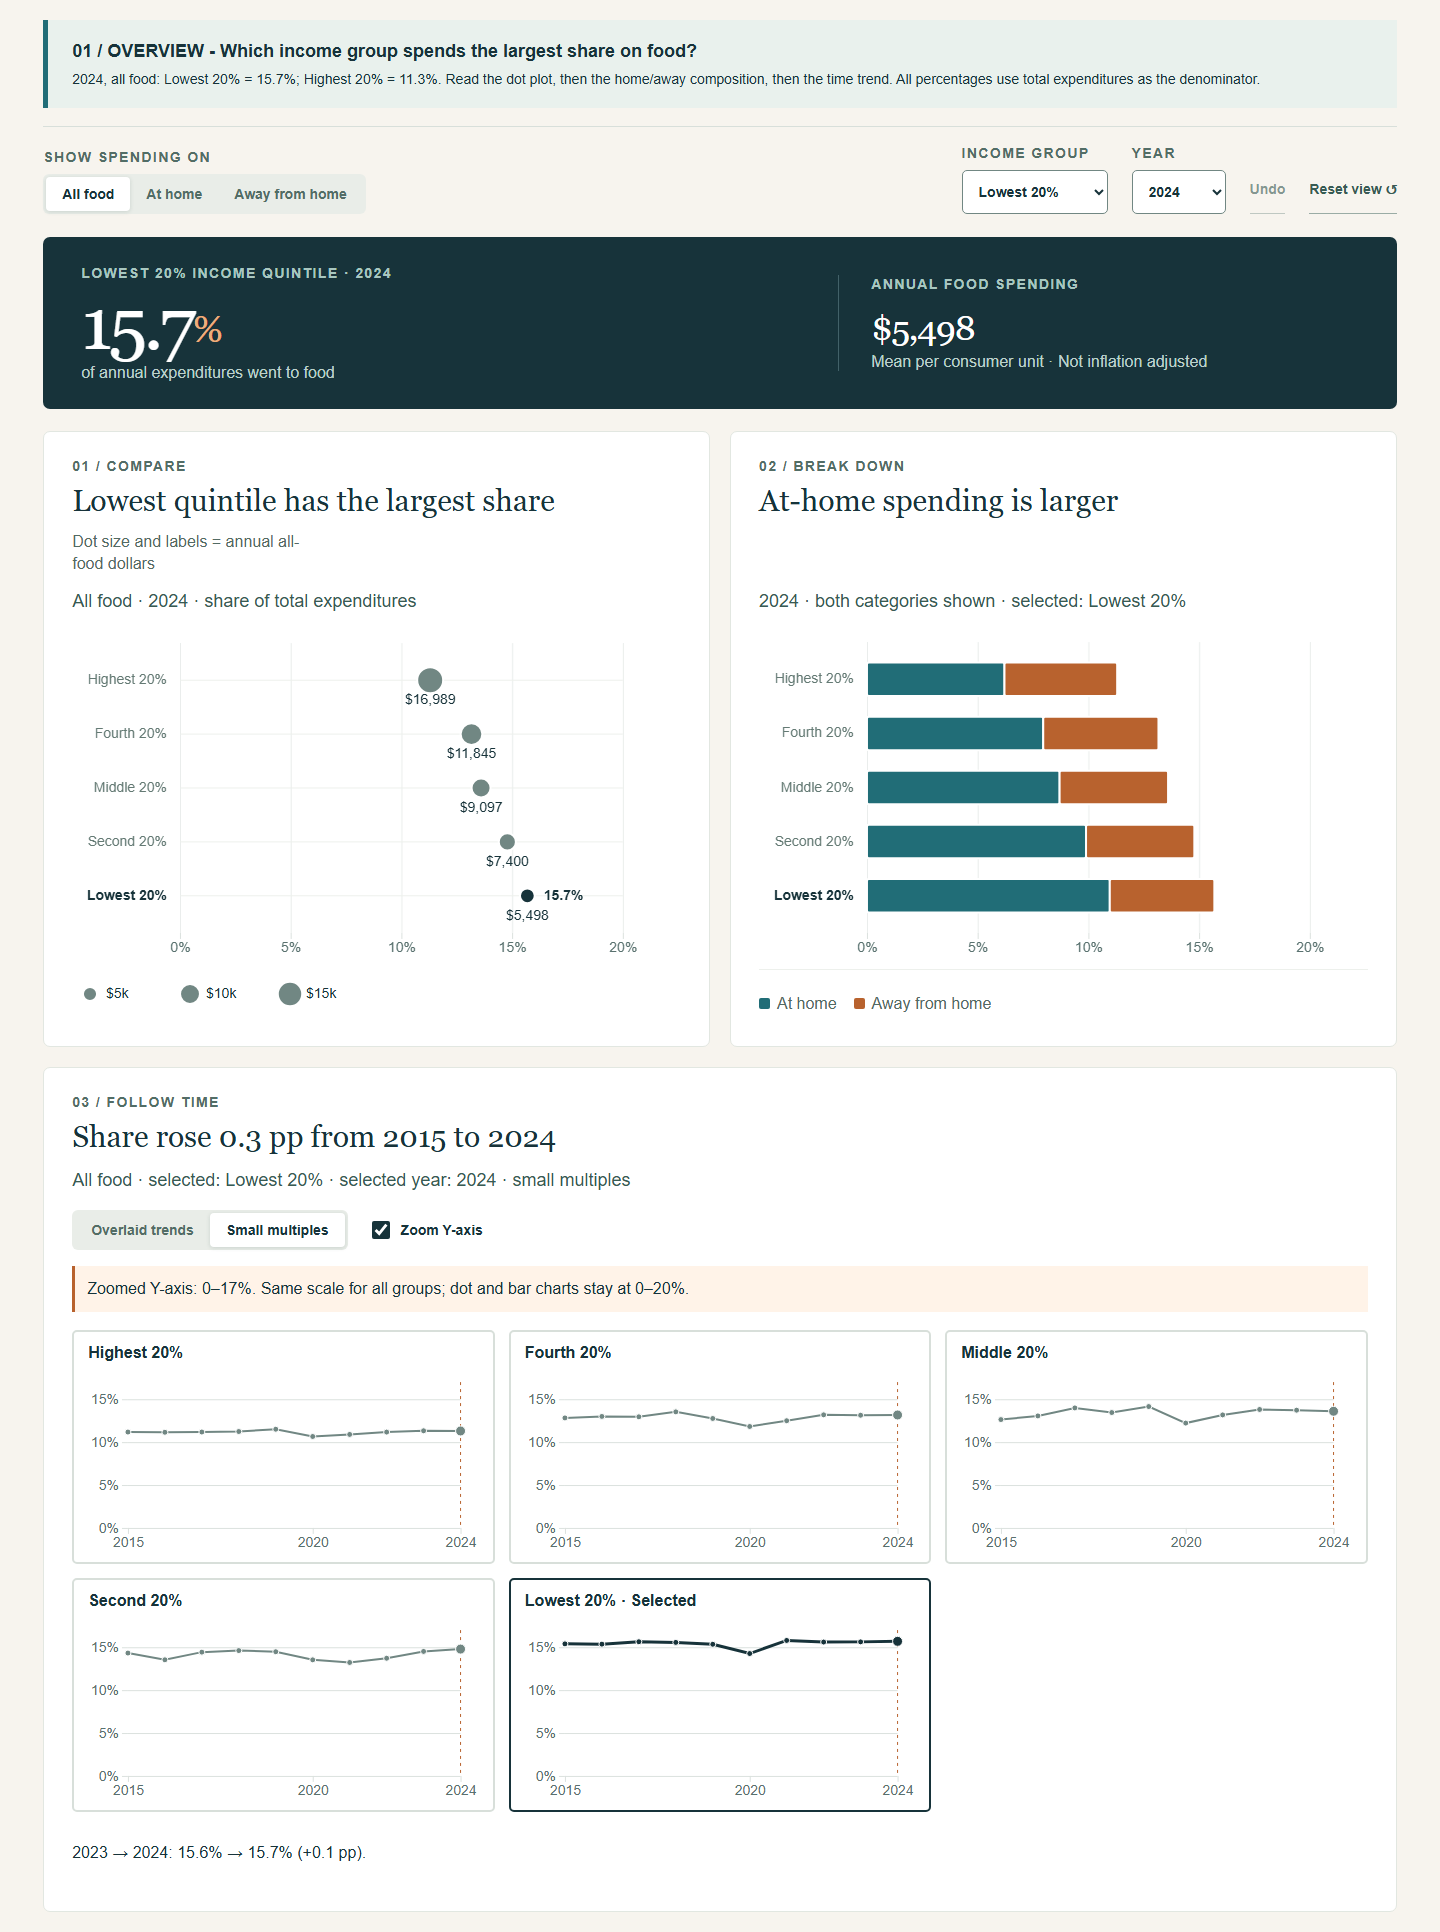 01 / OVERVIEW - Which income group spends the largest share on food?
2024, all food: Lowest 20% = 15.7%; Highest 20% = 11.3%. Read the dot plot, then the home/away composition, then the time trend. All percentages use total expenditures as the denominator.
SHOW SPENDING ON
All food At home Away from home
INCOME GROUP
Lowest 20%
YEAR
2024
Undo
Reset view ↺
LOWEST 20% INCOME QUINTILE · 2024
15.7%
of annual expenditures went to food
ANNUAL FOOD SPENDING
$5,498
Mean per consumer unit · Not inflation adjusted
01 / COMPARE
Lowest quintile has the largest share
Dot size and labels = annual all-
food dollars
All food · 2024 · share of total expenditures
Highest 20%
$16,989
Fourth 20%
$11,845
Middle 20%
$9,097
Second 20%
$7,400
Lowest 20% 15.7%
$5,498
0% 5% 10% 15% 20%
$5k $10k $15k
02 / BREAK DOWN
At-home spending is larger
2024 · both categories shown · selected: Lowest 20%
Highest 20%
Fourth 20%
Middle 20%
Second 20%
Lowest 20%
0% 5% 10% 15% 20%
At home Away from home
03 / FOLLOW TIME
Share rose 0.3 pp from 2015 to 2024
All food · selected: Lowest 20% · selected year: 2024 · small multiples
Overlaid trends Small multiples Zoom Y-axis
Zoomed Y-axis: 0–17%. Same scale for all groups; dot and bar charts stay at 0–20%.
Highest 20%
15%
10%
5%
0%
2015 2020 2024
Fourth 20%
15%
10%
5%
0%
2015 2020 2024
Middle 20%
15%
10%
5%
0%
2015 2020 2024
Second 20%
15%
10%
5%
0%
2015 2020 2024
Lowest 20% · Selected
15%
10%
5%
0%
2015 2020 2024
2023 → 2024: 15.6% → 15.7% (+0.1 pp).